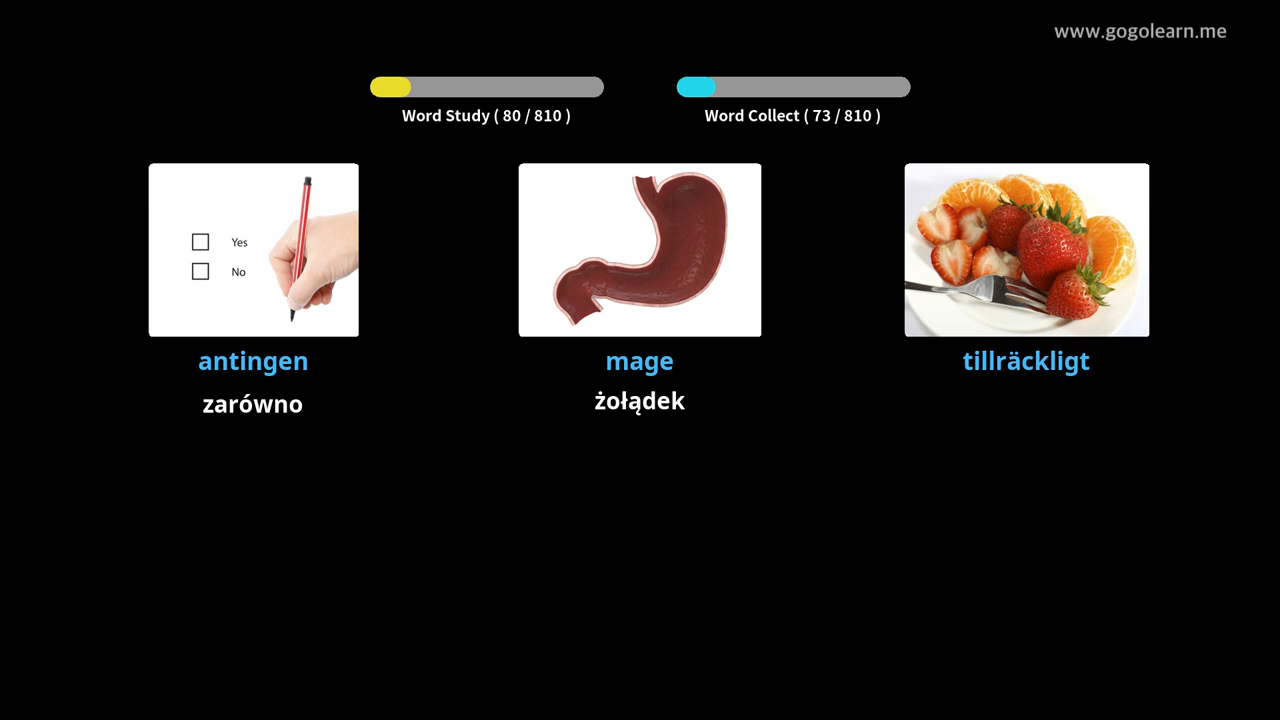 www.gogolearn.me
Word Study ( 80 / 810 )
Word Collect ( 73 / 810 )
Yes
No
antingen
mage
tillräckligt
zarówno
żołądek